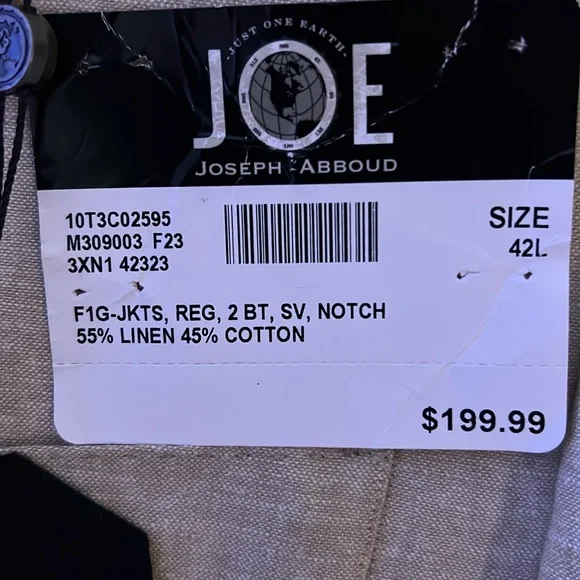 ·JUST ONE EARTH·
JOE
JOSEPH ABBOUD
10T3C02595
M309003 F23
3XN1 42323
SIZE
42L
F1G-JKTS, REG, 2 BT, SV, NOTCH
55% LINEN 45% COTTON
$199.99